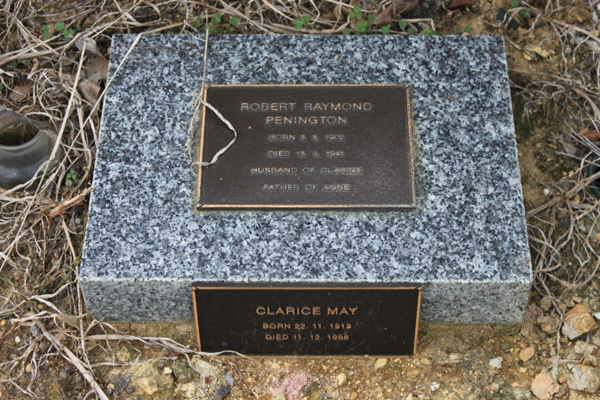 ROBERT RAYMOND
PENINGTON
BORN 8. 8. 1902
DIED 15. 3. 1941
HUSBAND OF CLARICE
FATHER OF ANNE
CLARICE MAY
BORN 22. 11. 1913
DIED 11. 12. 1998